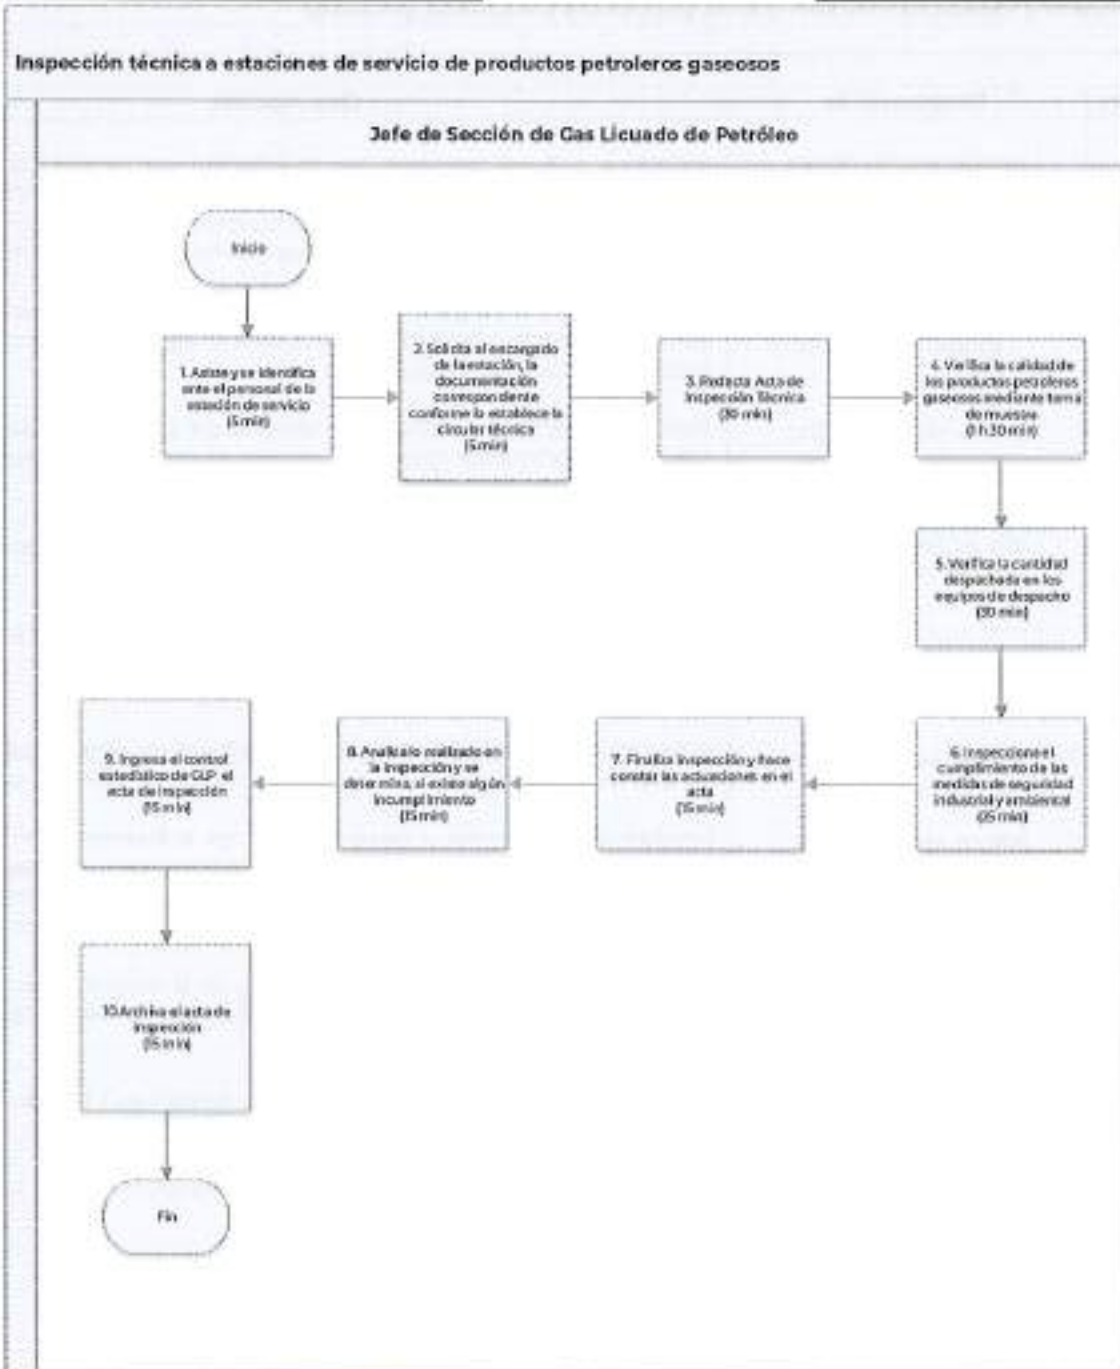 Inspección técnica a estaciones de servicio de productos petroleros gaseosos
Jefe de Sección de Gas Licuado de Petróleo
Inicio
1. Asiste y se identifica
ante el personal de la
estación de servicio
(5 min)
2. Solicita al encargado
de la estación, la
documentación
correspondiente
conforme lo establece la
circular técnica
(5 min)
3. Redacta Acta de
Inspección Técnica
(30 min)
4. Verifica la calidad de
los productos petroleros
gaseosos mediante toma
de muestra
(1 h 30 min)
5. Verifica la cantidad
despachada en los
equipos de despacho
(30 min)
6. Inspecciona el
cumplimiento de las
medidas de seguridad
industrial y ambiental
7. Finaliza inspección y hace
constar las actuaciones en el
acta
(15 min)
8. Analiza lo realizado en
la inspección y se
determina, si existe algún
incumplimiento
(15 min)
9. Ingresa el control
estadístico de GLP el
acta de inspección
(15 min)
10. Archiva el acta de
inspección
(15 min)
Fin